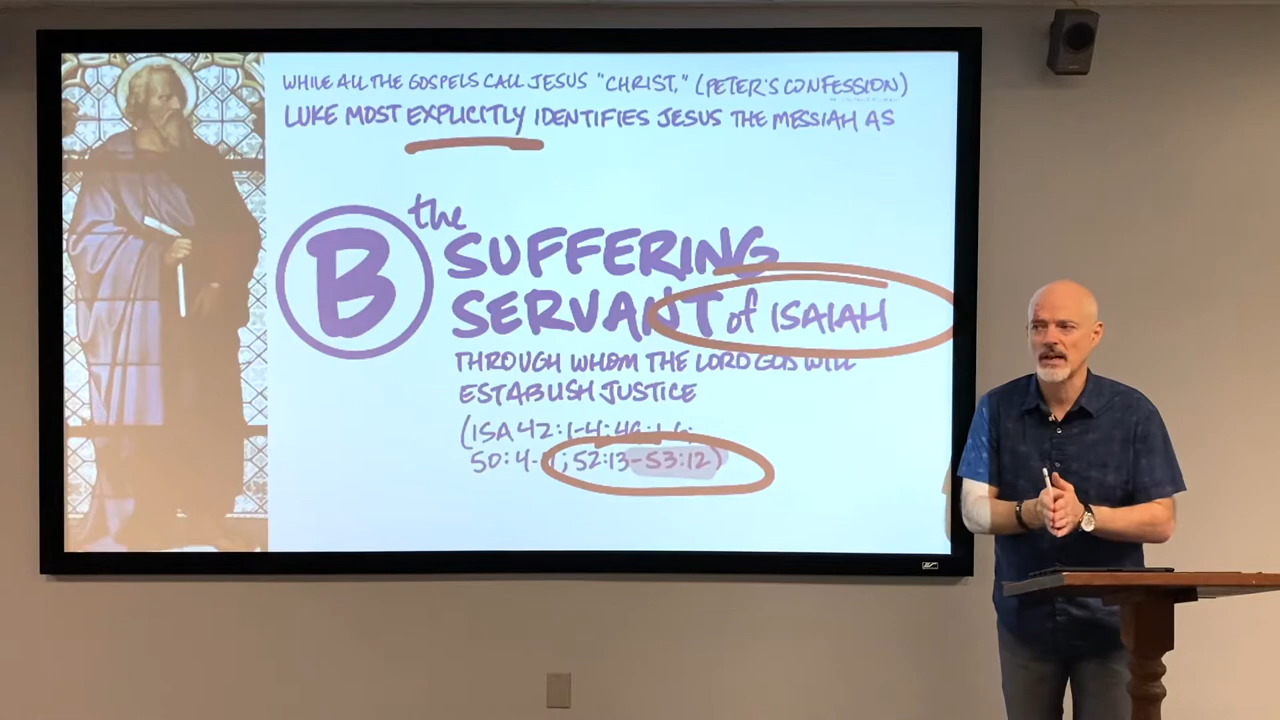 WHILE ALL THE GOSPELS CALL JESUS "CHRIST," (PETER'S CONFESSION)
LUKE MOST EXPLICITLY IDENTIFIES JESUS THE MESSIAH AS
B
the
SUFFERING
SERVANT of ISAIAH
THROUGH WHOM THE LORD GOD WILL
ESTABLISH JUSTICE
(ISA 42:1-4;
50:4- ; 52:13-53:12)